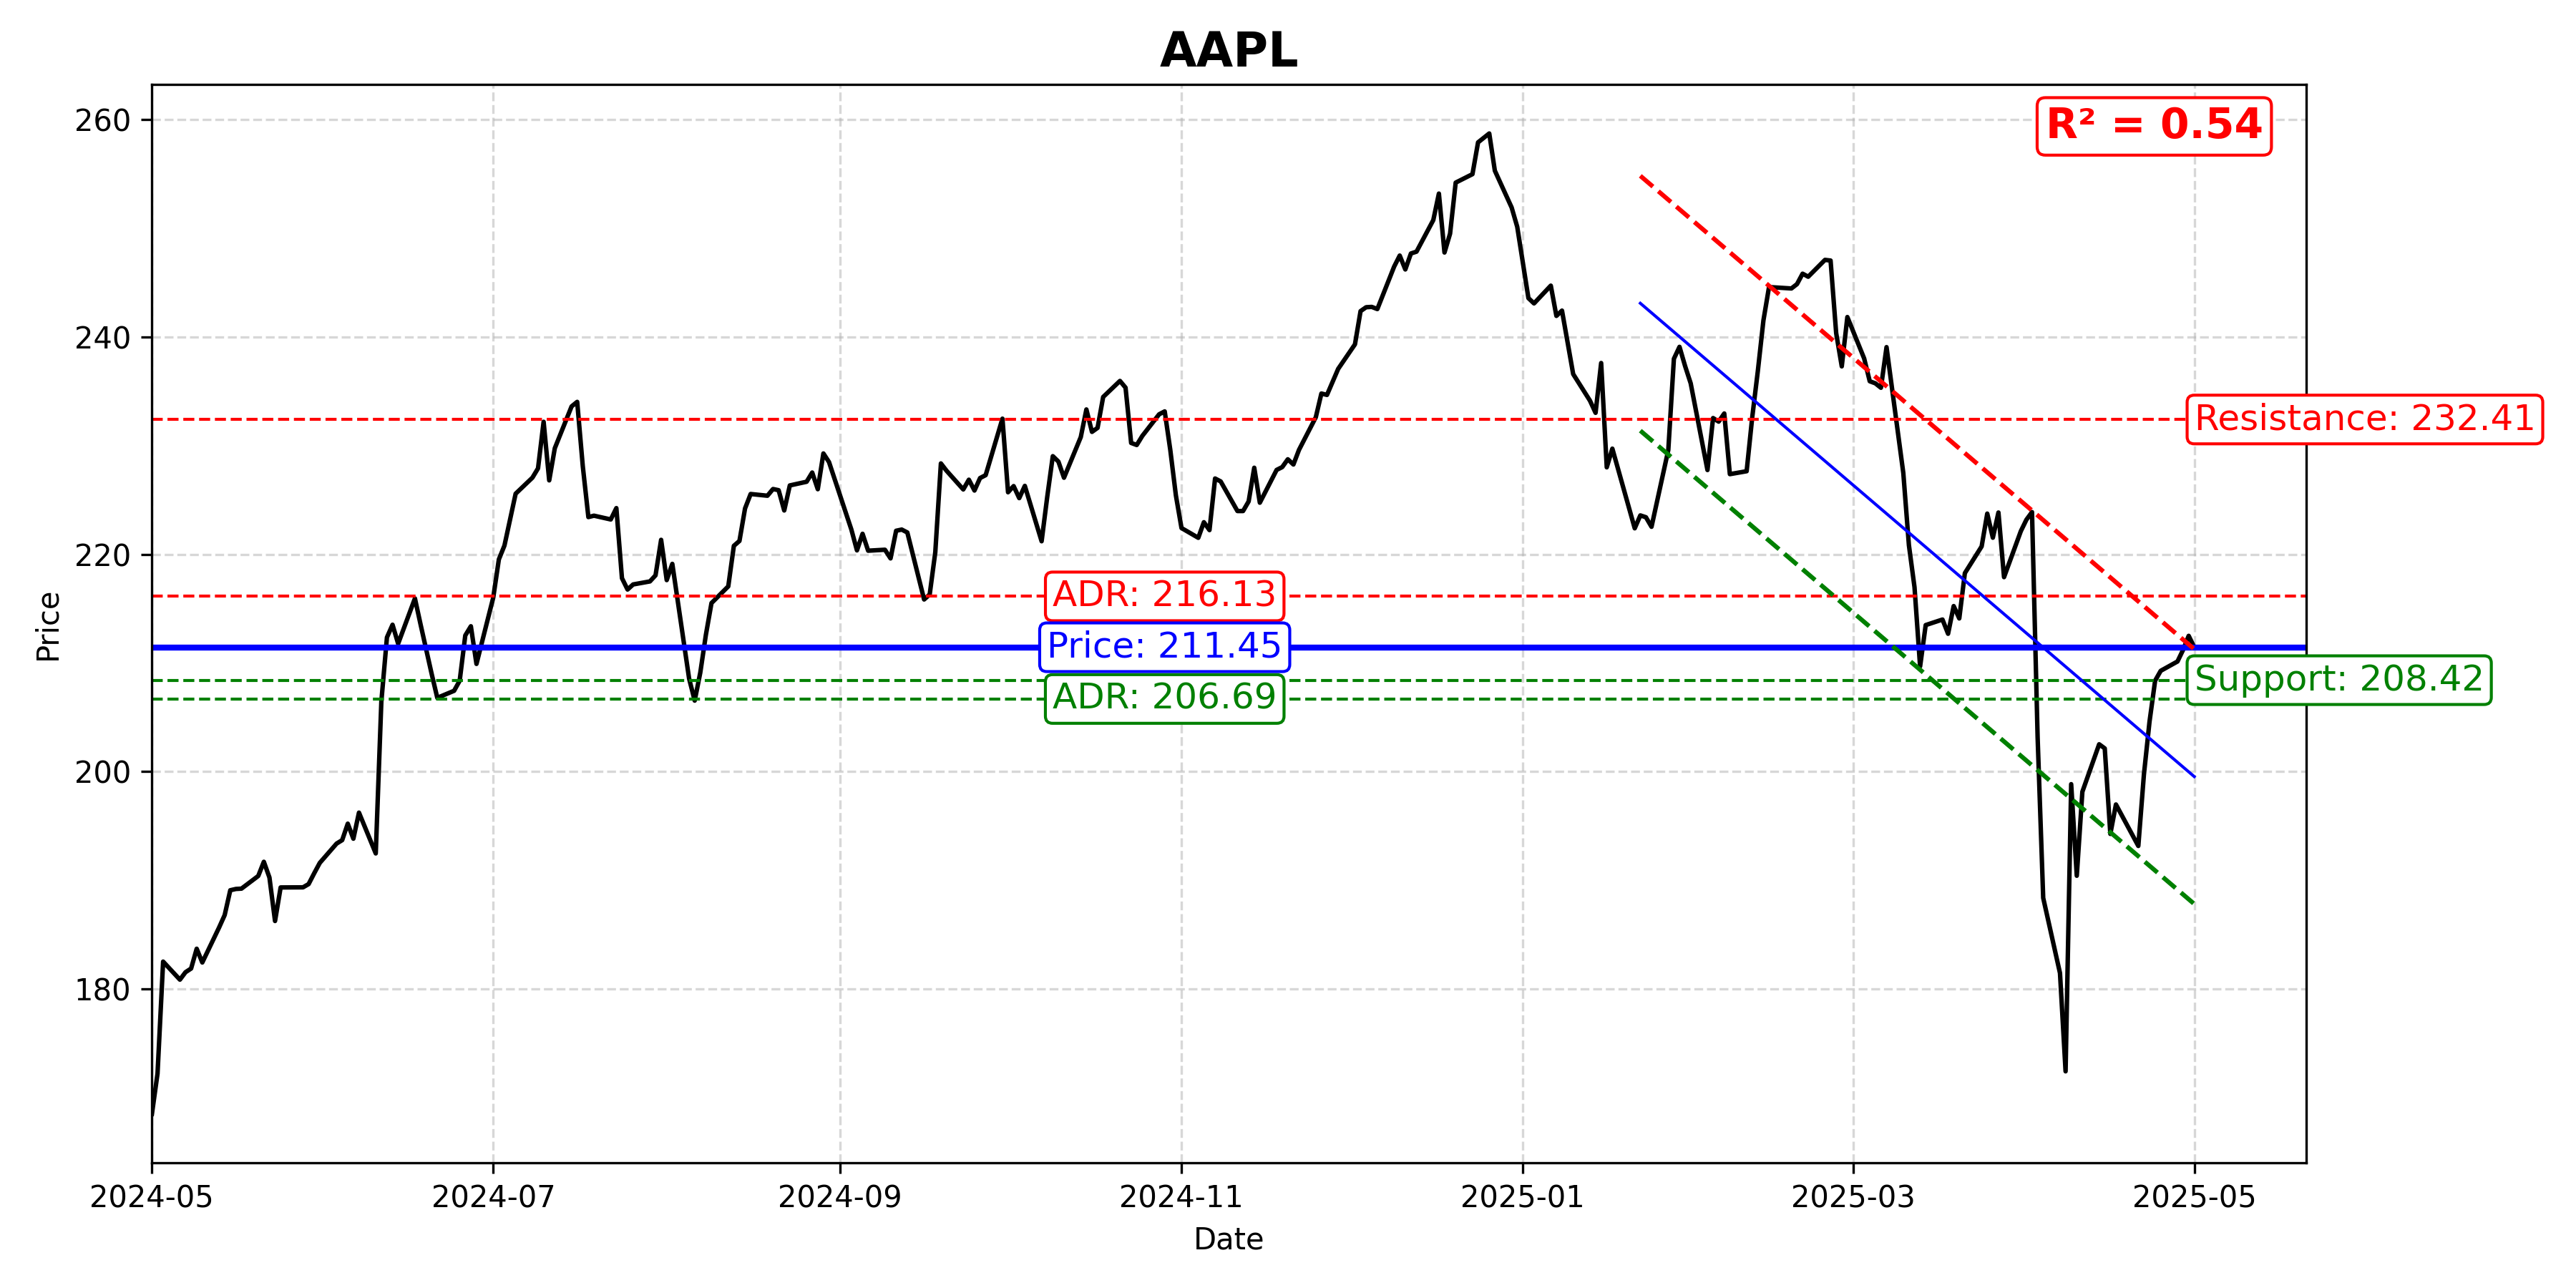 AAPL
R² = 0.54
260
240
220
200
180
Price
Resistance: 232.41
ADR: 216.13
Price: 211.45
ADR: 206.69
Support: 208.42
2024-05
2024-07
2024-09
2024-11
2025-01
2025-03
2025-05
Date